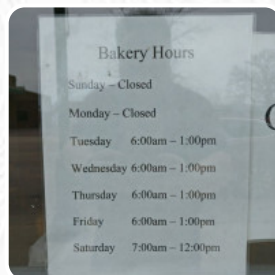 Bakery Hours
Sunday – Closed
Monday – Closed
Tuesday 6:00am – 1:00pm
Wednesday 6:00am – 1:00pm
Thursday 6:00am – 1:00pm
Friday 6:00am – 1:00pm
Saturday 7:00am – 12:00pm